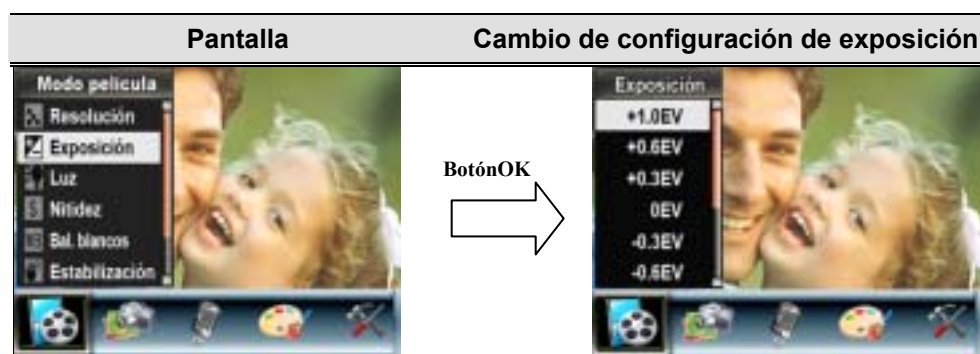 Pantalla
Cambio de configuración de exposición
Modo película
Resolución
Exposición
Luz
Nitidez
Bal. blancos
Estabilización
BotónOK
Exposición
+1.0EV
+0.6EV
+0.3EV
0EV
-0.3EV
-0.6EV